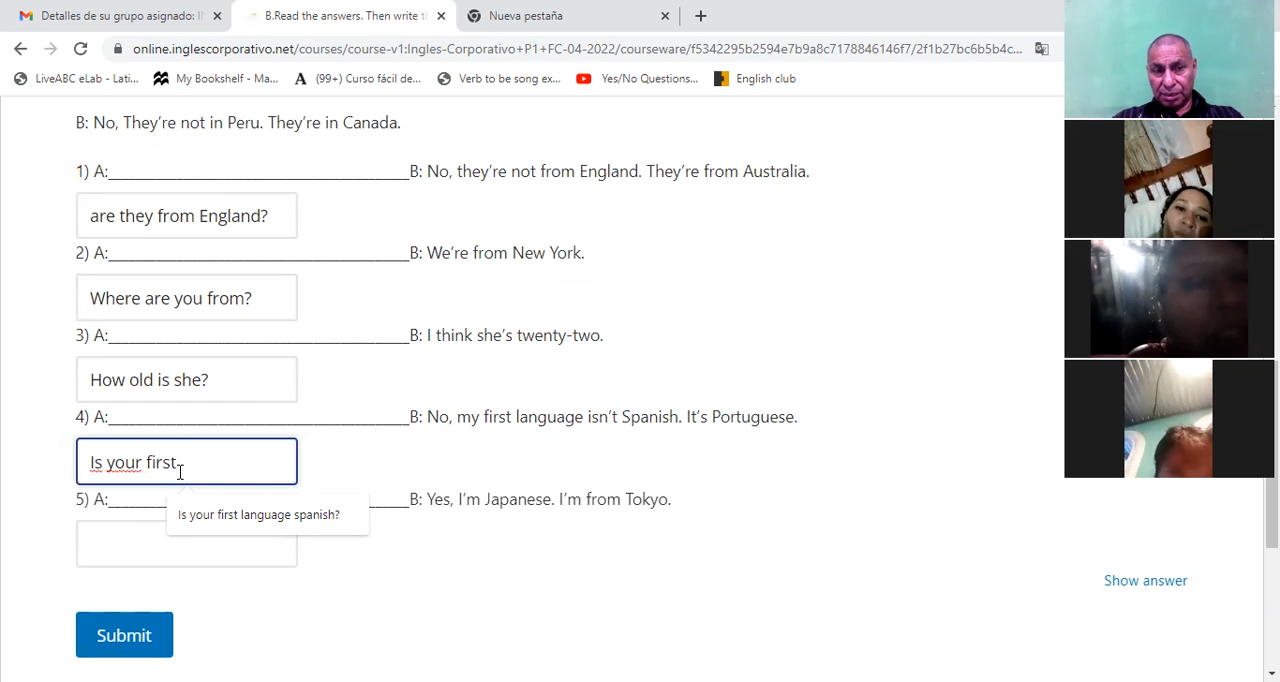 Detalles de su grupo asignado: I
B.Read the answers. Then write t
Nueva pestaña
online.inglescorporativo.net/courses/course-v1:Ingles-Corporativo+P1+FC-04-2022/courseware/f5342295b2594e7b9a8c7178846146f7/2f1b27bc6b5b4c...
LiveABC eLab - Lati...
My Bookshelf - Ma...
(99+) Curso fácil de...
Verb to be song ex...
Yes/No Questions...
English club
B: No, They're not in Peru. They're in Canada.
1) A:___________________________________B: No, they're not from England. They're from Australia.
are they from England?
2) A:___________________________________B: We're from New York.
Where are you from?
3) A:___________________________________B: I think she's twenty-two.
How old is she?
4) A:___________________________________B: No, my first language isn't Spanish. It's Portuguese.
Is your first
5) A:___________________________________B: Yes, I'm Japanese. I'm from Tokyo.
Is your first language spanish?
Show answer
Submit